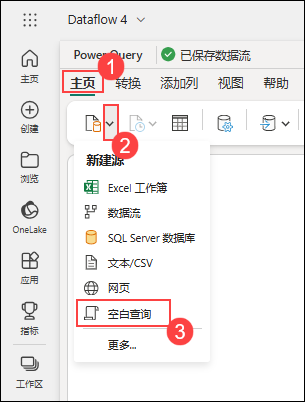 Dataflow 4
主页
创建
浏览
OneLake
应用
指标
工作区
Power Query
已保存数据流
1
主页
转换
添加列
视图
帮助
2
新建源
Excel 工作簿
数据流
SQL Server 数据库
文本/CSV
网页
空白查询
3
更多...